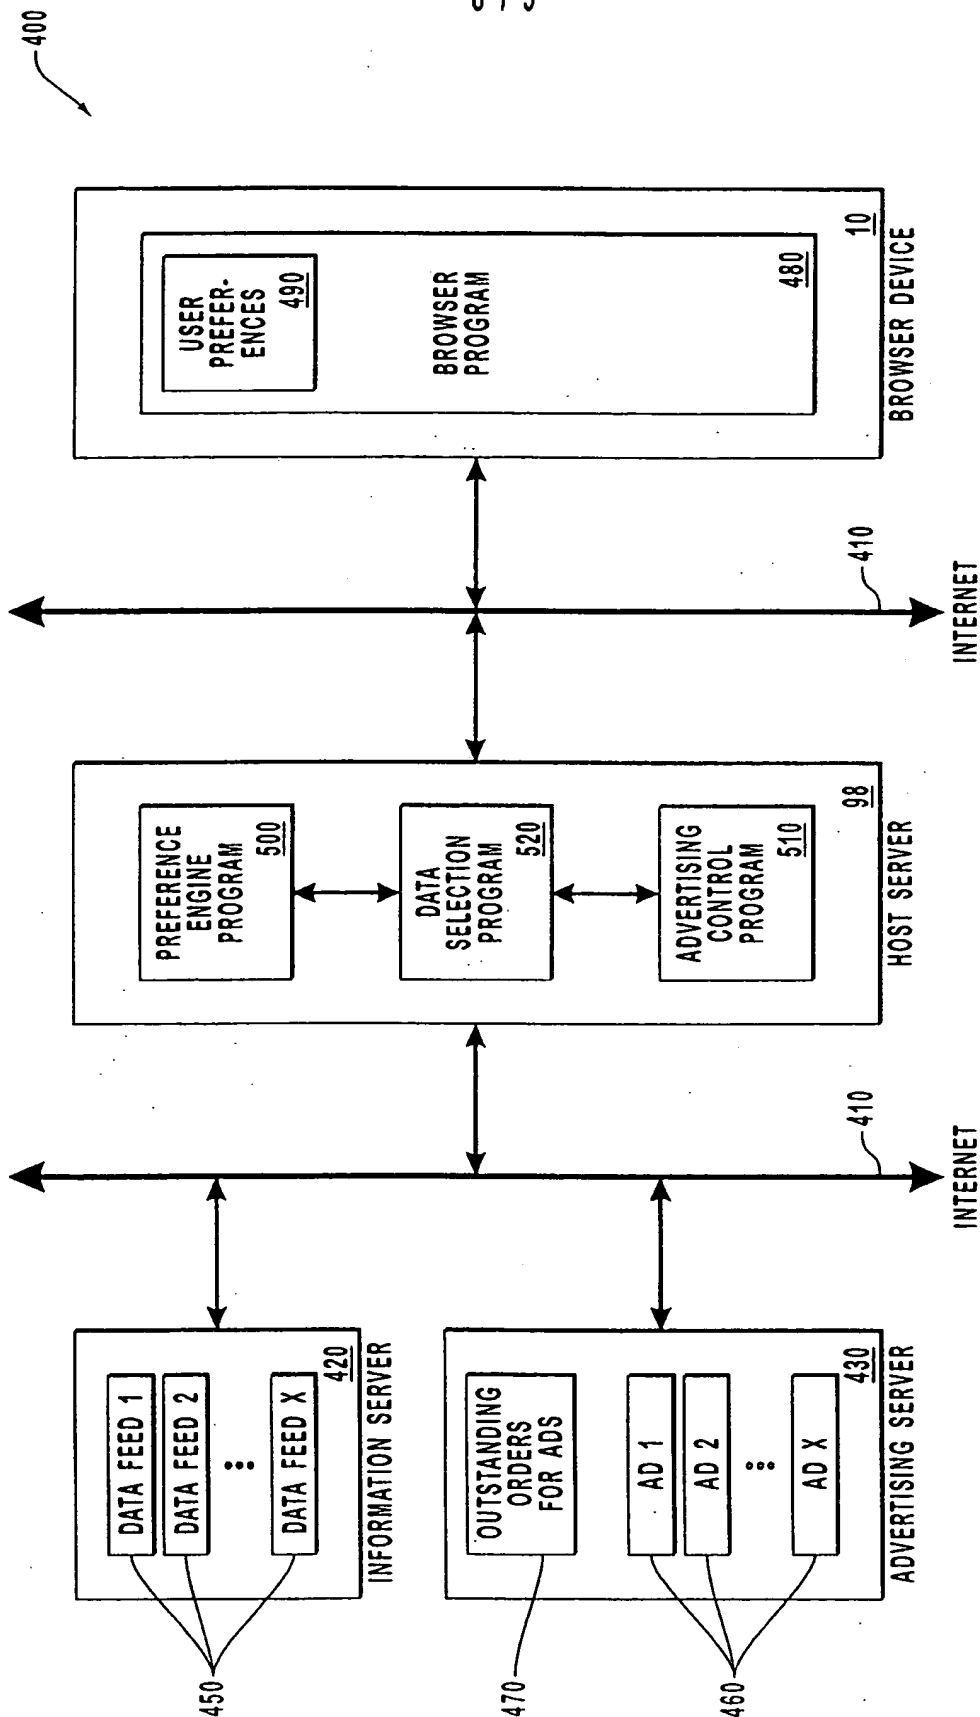 400
DATA FEED 1
DATA FEED 2
DATA FEED X
420
INFORMATION SERVER
450
OUTSTANDING
ORDERS
FOR ADS
AD 1
AD 2
AD X
430
ADVERTISING SERVER
470
460
410
INTERNET
PREFERENCE
ENGINE
PROGRAM
500
DATA
SELECTION
PROGRAM
520
ADVERTISING
CONTROL
PROGRAM
510
98
HOST SERVER
410
INTERNET
USER
PREFER-
ENCES
490
BROWSER
PROGRAM
480
10
BROWSER DEVICE